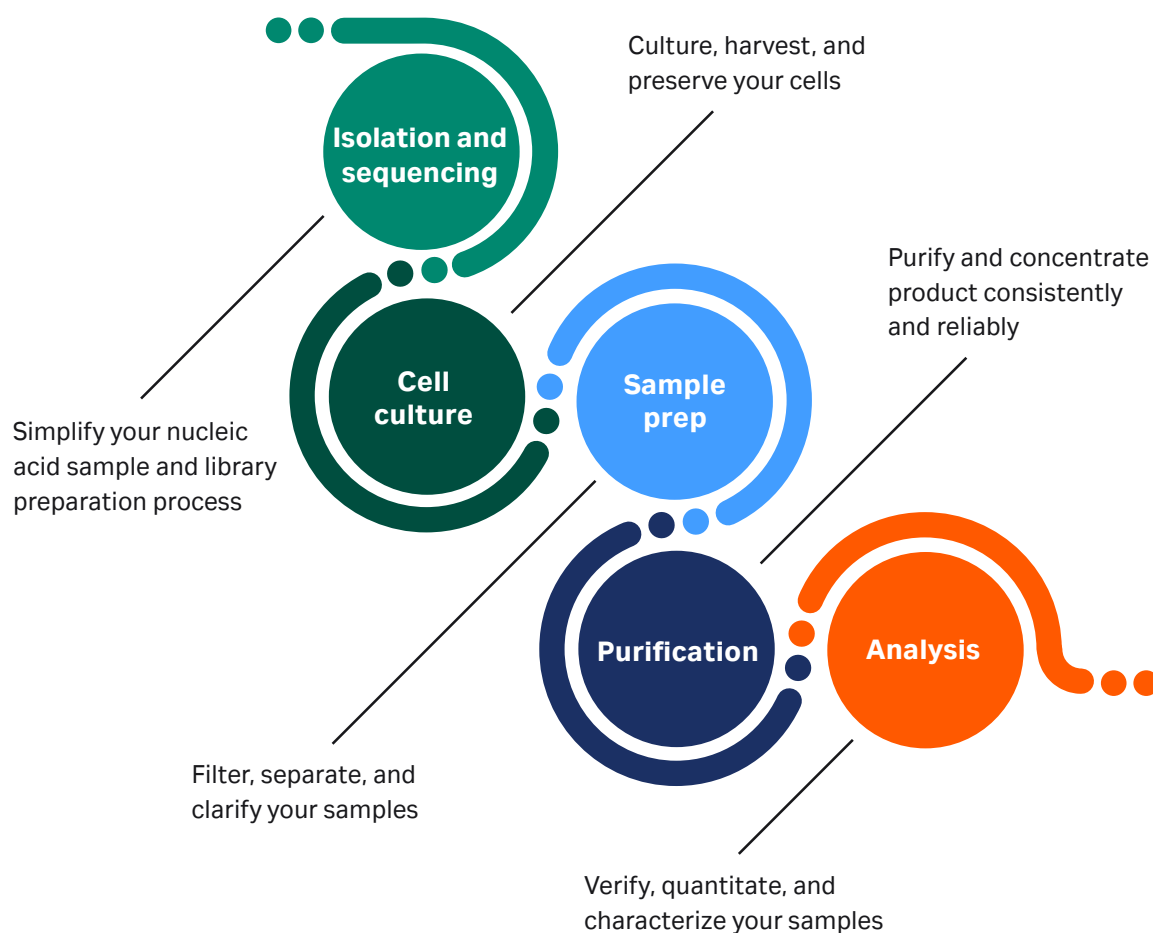 Culture, harvest, and
preserve your cells
Isolation and
sequencing
Purify and concentrate
product consistently
and reliably
Cell
culture
Sample
prep
Simplify your nucleic
acid sample and library
preparation process
Purification
Analysis
Filter, separate, and
clarify your samples
Verify, quantitate, and
characterize your samples